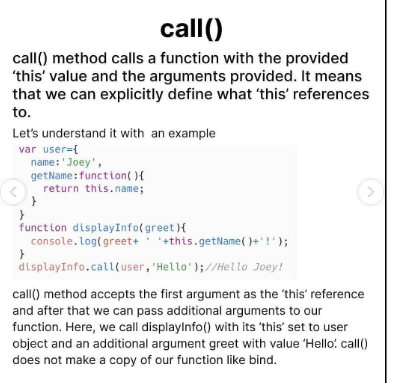 call()
call() method calls a function with the provided
‘this’ value and the arguments provided. It means
that we can explicitly define what ‘this’ references
to.
Let’s understand it with an example
var user={
name:'Joey',
getName:function(){
return this.name;
}
}
function displayInfo(greet){
console.log(greet+ ' '+this.getName()+'!');
}
displayInfo.call(user,'Hello');//Hello Joey!
call() method accepts the first argument as the ‘this’ reference
and after that we can pass additional arguments to our
function. Here, we call displayInfo() with its ‘this’ set to user
object and an additional argument greet with value ‘Hello’. call()
does not make a copy of our function like bind.